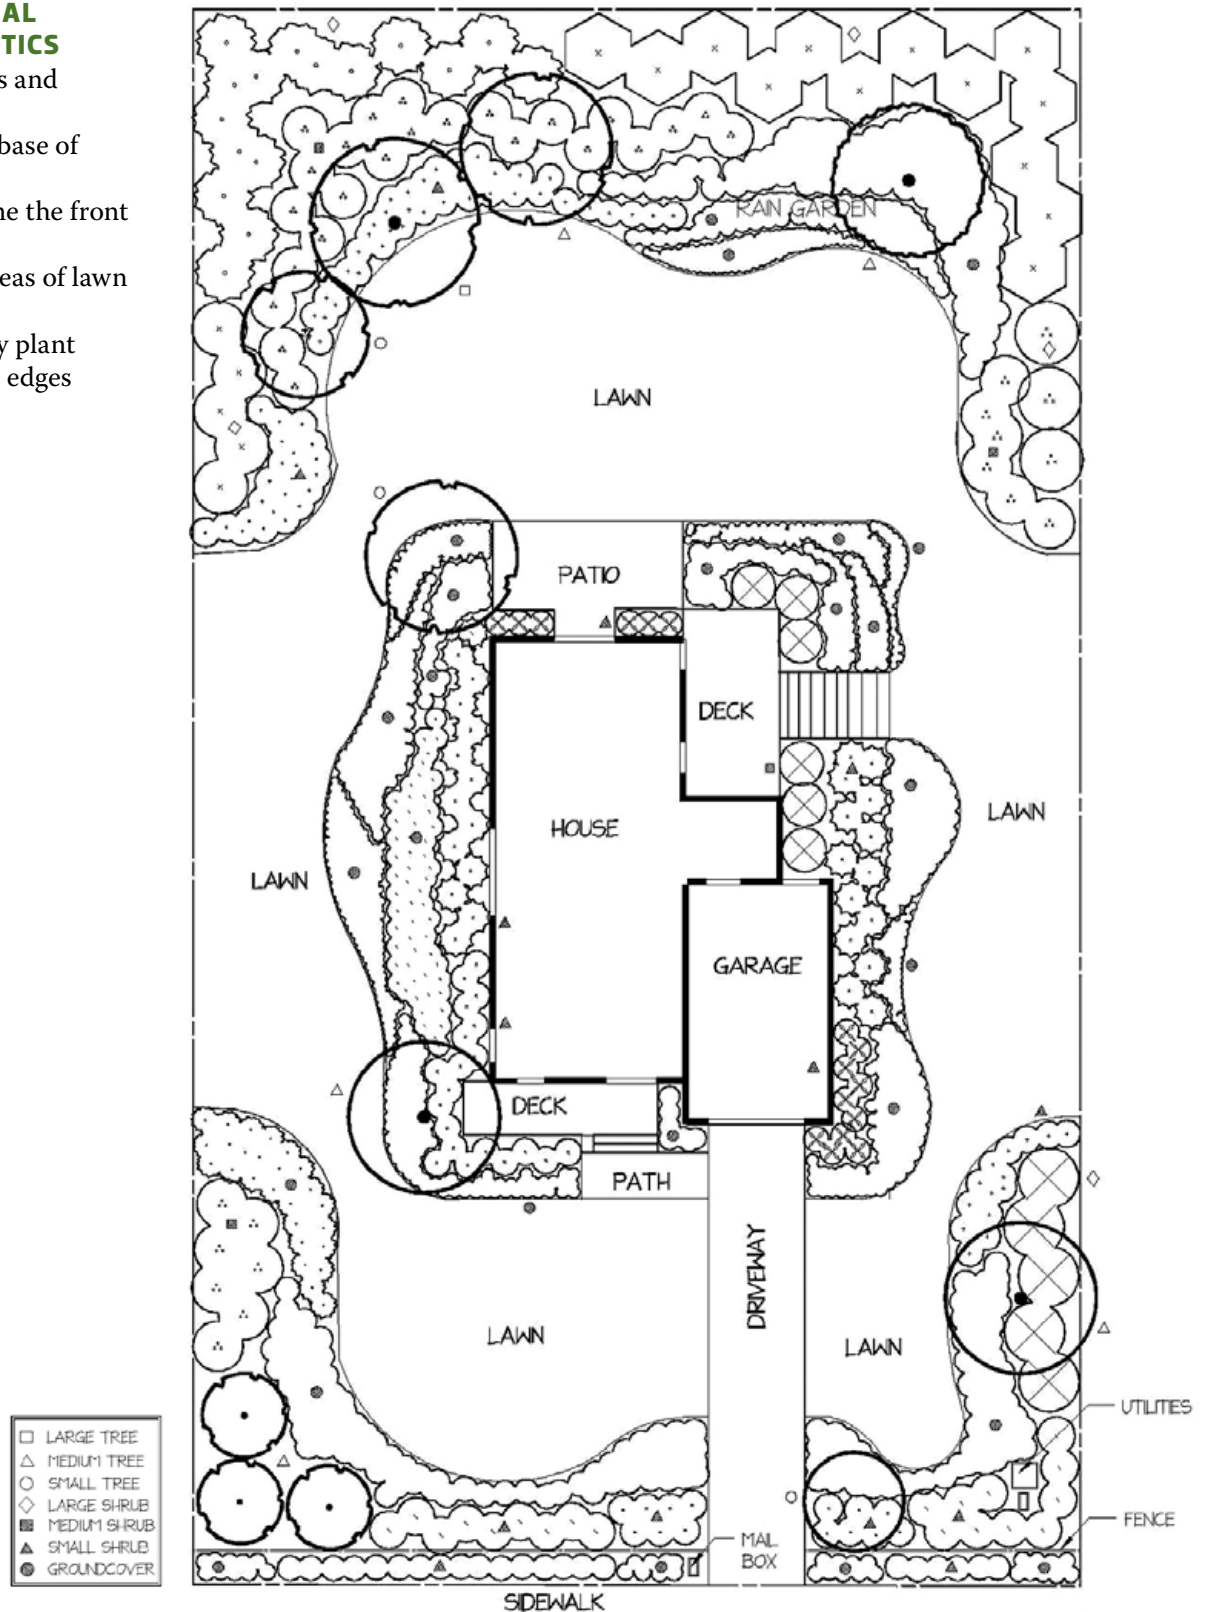 AL
TICS
s and
base of
ne the front
eas of lawn
y plant
edges
RAIN GARDEN
LAWN
PATIO
DECK
HOUSE
LAWN
LAWN
GARAGE
DECK
PATH
DRIVEWAY
LAWN
LAWN
UTILITIES
LARGE TREE
MEDIUM TREE
SMALL TREE
LARGE SHRUB
MEDIUM SHRUB
SMALL SHRUB
GROUNDCOVER
FENCE
MAIL
BOX
SIDEWALK